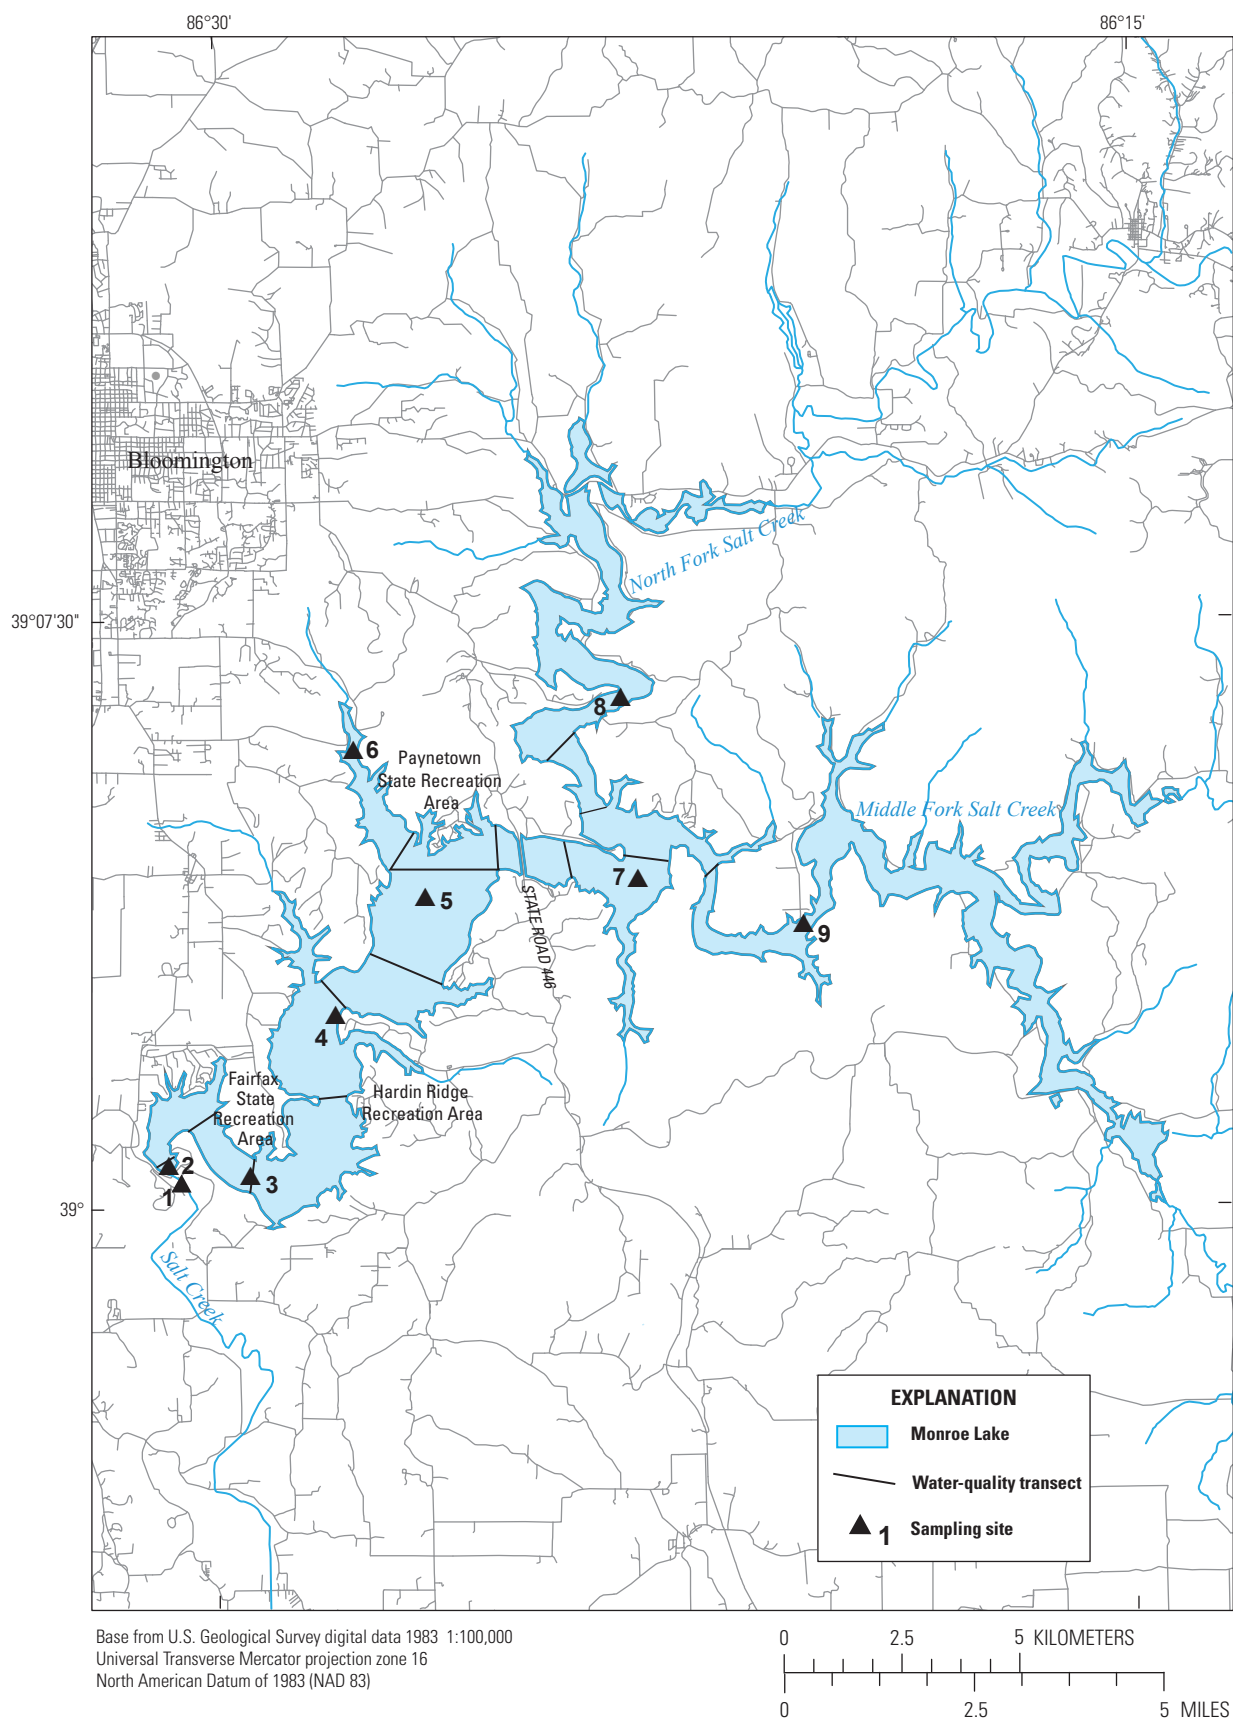 86°30'
86°15'
Bloomington
North Fork Salt Creek
39°07'30"
8
6
Paynetown
State Recreation
Area
Middle Fork Salt Creek
7
5
STATE ROAD 446
9
4
Fairfax
State
Recreation
Area
Hardin Ridge
Recreation Area
2
3
1
39°
Salt Creek
EXPLANATION
Monroe Lake
Water-quality transect
1
Sampling site
Base from U.S. Geological Survey digital data 1983 1:100,000
Universal Transverse Mercator projection zone 16
North American Datum of 1983 (NAD 83)
0 2.5 5 KILOMETERS
0 2.5 5 MILES